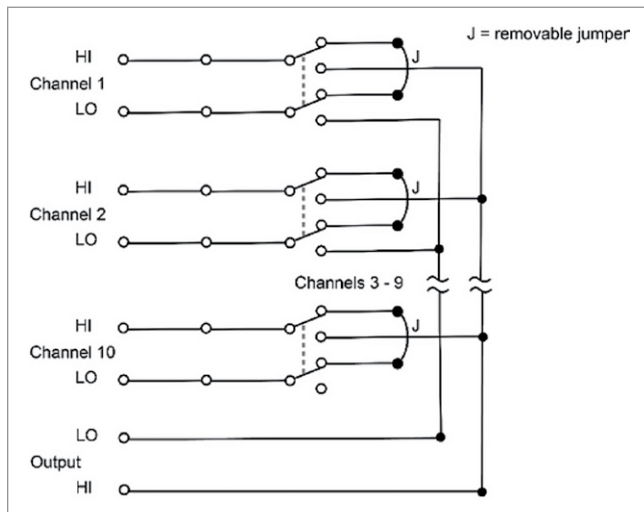 J = removable jumper
HI
Channel 1
LO
J
HI
Channel 2
LO
J
Channels 3 - 9
HI
Channel 10
LO
J
LO
Output
HI